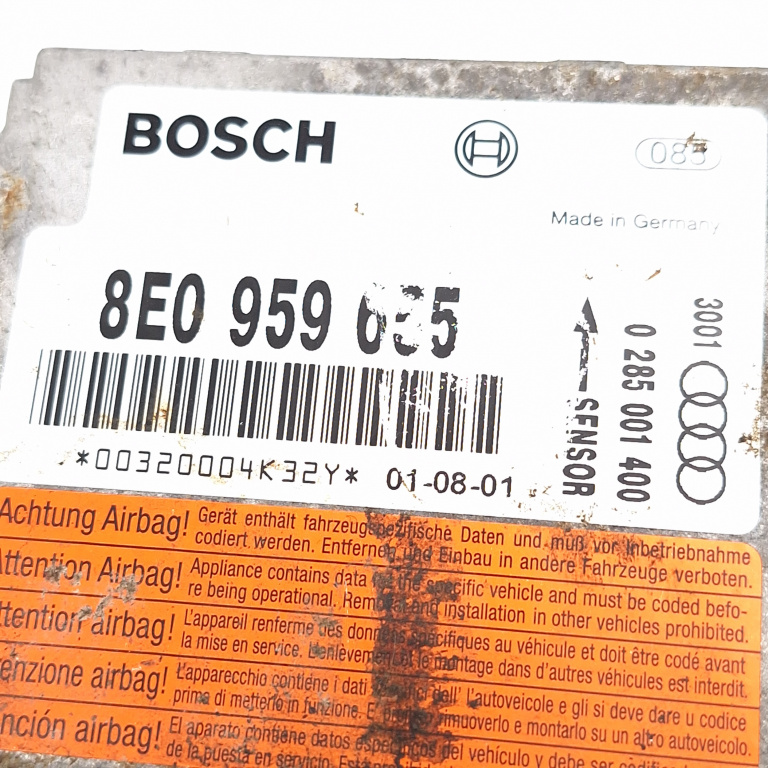 BOSCH
083
Made in Germany
8E0 959 655
*00320004K32Y* 01-08-01
SENSOR
0 285 001 400
3001
Achtung Airbag! Gerät enthält fahrzeugspezifische Daten und muß vor Inbetriebnahme
codiert werden. Entfernen und Einbau in andere Fahrzeuge verboten.
Attention Airbag! Appliance contains data for the specific vehicle and must be coded befo-
re being operational. Removal and installation in other vehicles prohibited.
Attention airbag! L'appareil renferme des données spécifiques au véhicule et doit être codé avant
la mise en service. L'enlèvement et le montage dans d'autres véhicules est interdit.
enzione airbag! L'apparecchio contiene i dati specifici dell' l'autoveicolo e gli si deve dare u codice
prima di metterlo in funzione. E' proibito rimuoverlo e montarlo su un altro autoveicolo.
nción airbag! El aparato contiene datos específicos del vehículo y debe ser codific
de la puesta en servicio. Está